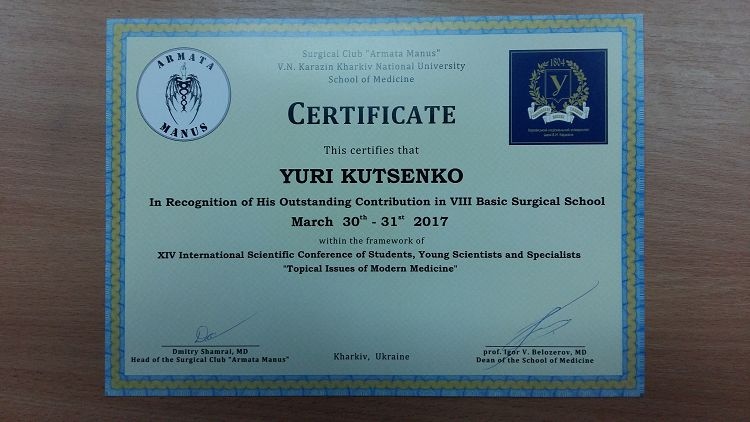 Surgical Club "Armata Manus"
V.N. Karazin Kharkiv National University
School of Medicine
ARMATA
MANUS
1804
У
CERTIFICATE
This certifies that
YURI KUTSENKO
In Recognition of His Outstanding Contribution in VIII Basic Surgical School
March 30th - 31st 2017
within the framework of
XIV International Scientific Conference of Students, Young Scientists and Specialists
"Topical Issues of Modern Medicine"
Dmitry Shamrai, MD
Head of the Surgical Club "Armata Manus"
Kharkiv, Ukraine
prof. Igor V. Belozerov, MD
Dean of the School of Medicine